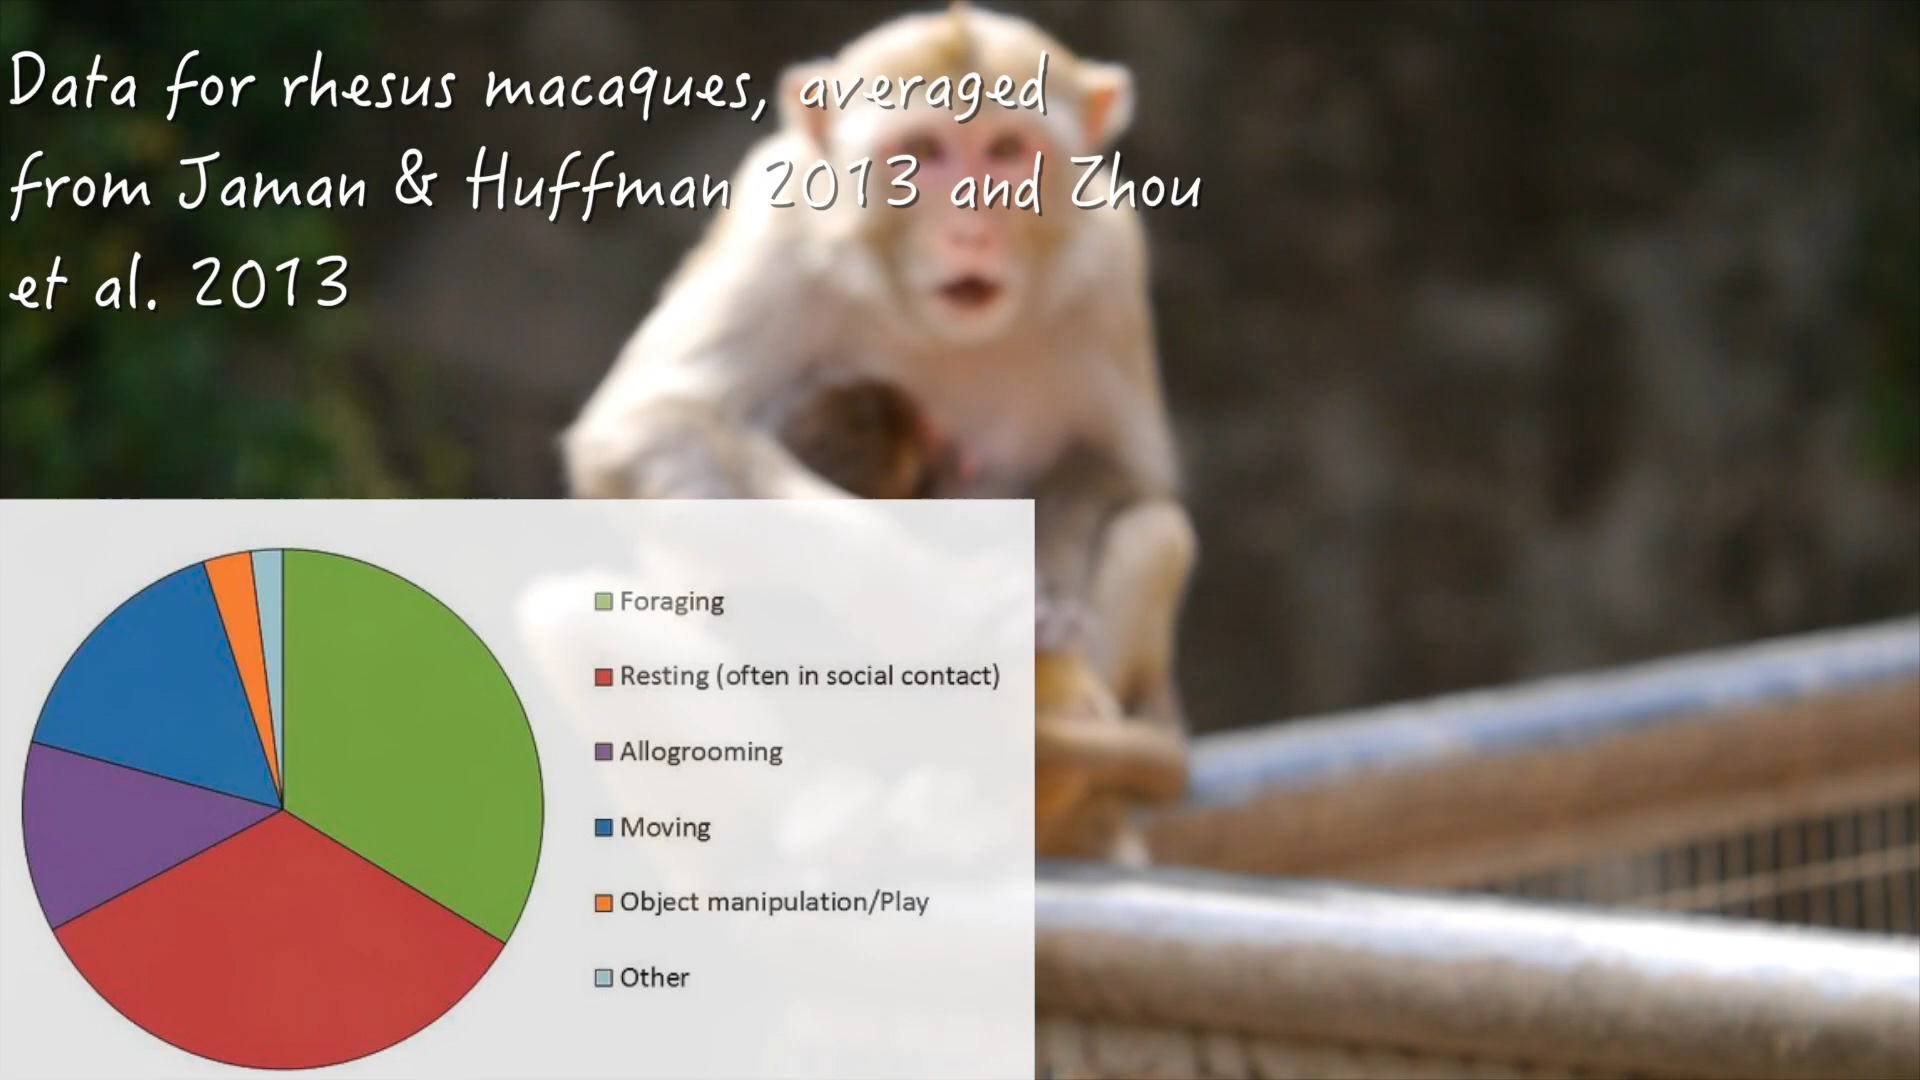 Data for rhesus macaques, averaged
from Jaman & Huffman 2013 and Zhou
et al. 2013
Foraging
Resting (often in social contact)
Allogrooming
Moving
Object manipulation/Play
Other